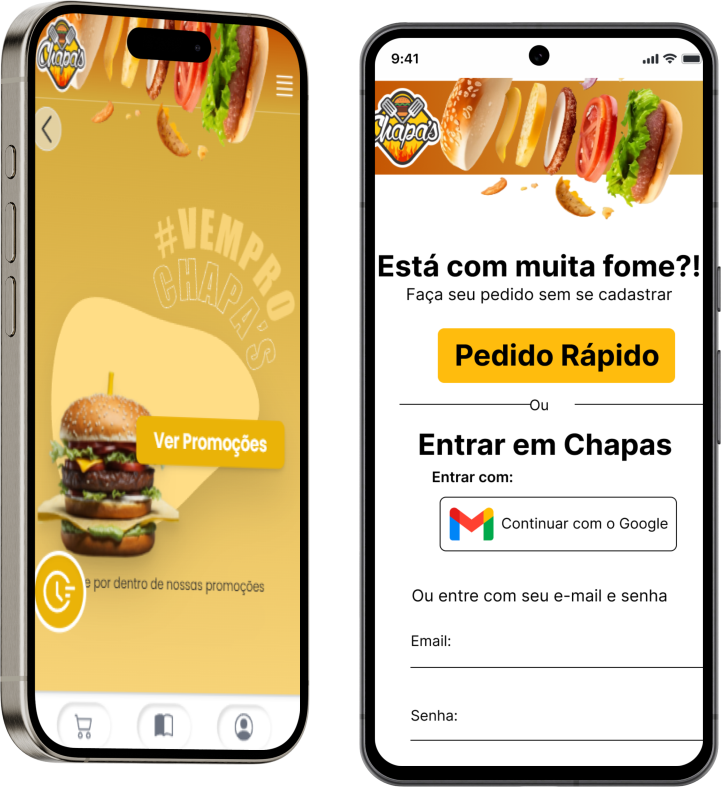 Chapa's
#VEMPRO
CHAPA'S
Ver Promoções
e por dentro de nossas promoções
9:41
Chapa's
Está com muita fome?!
Faça seu pedido sem se cadastrar
Pedido Rápido
Ou
Entrar em Chapas
Entrar com:
Continuar com o Google
Ou entre com seu e-mail e senha
Email:
Senha: